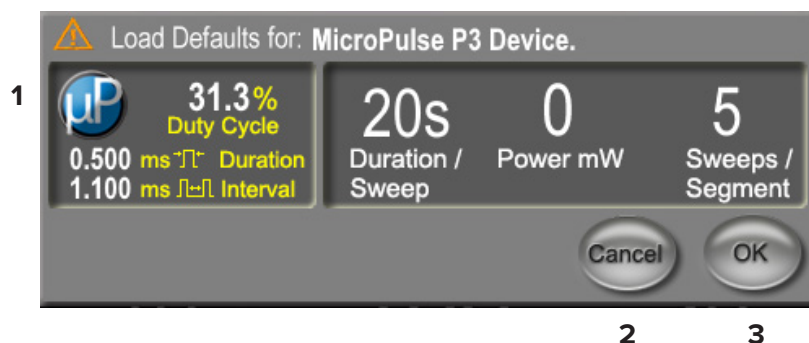 Load Defaults for: MicroPulse P3 Device.
1
µP
31.3%
Duty Cycle
0.500 ms Duration
1.100 ms Interval
20s
Duration /
Sweep
0
Power mW
5
Sweeps /
Segment
Cancel
OK
2
3